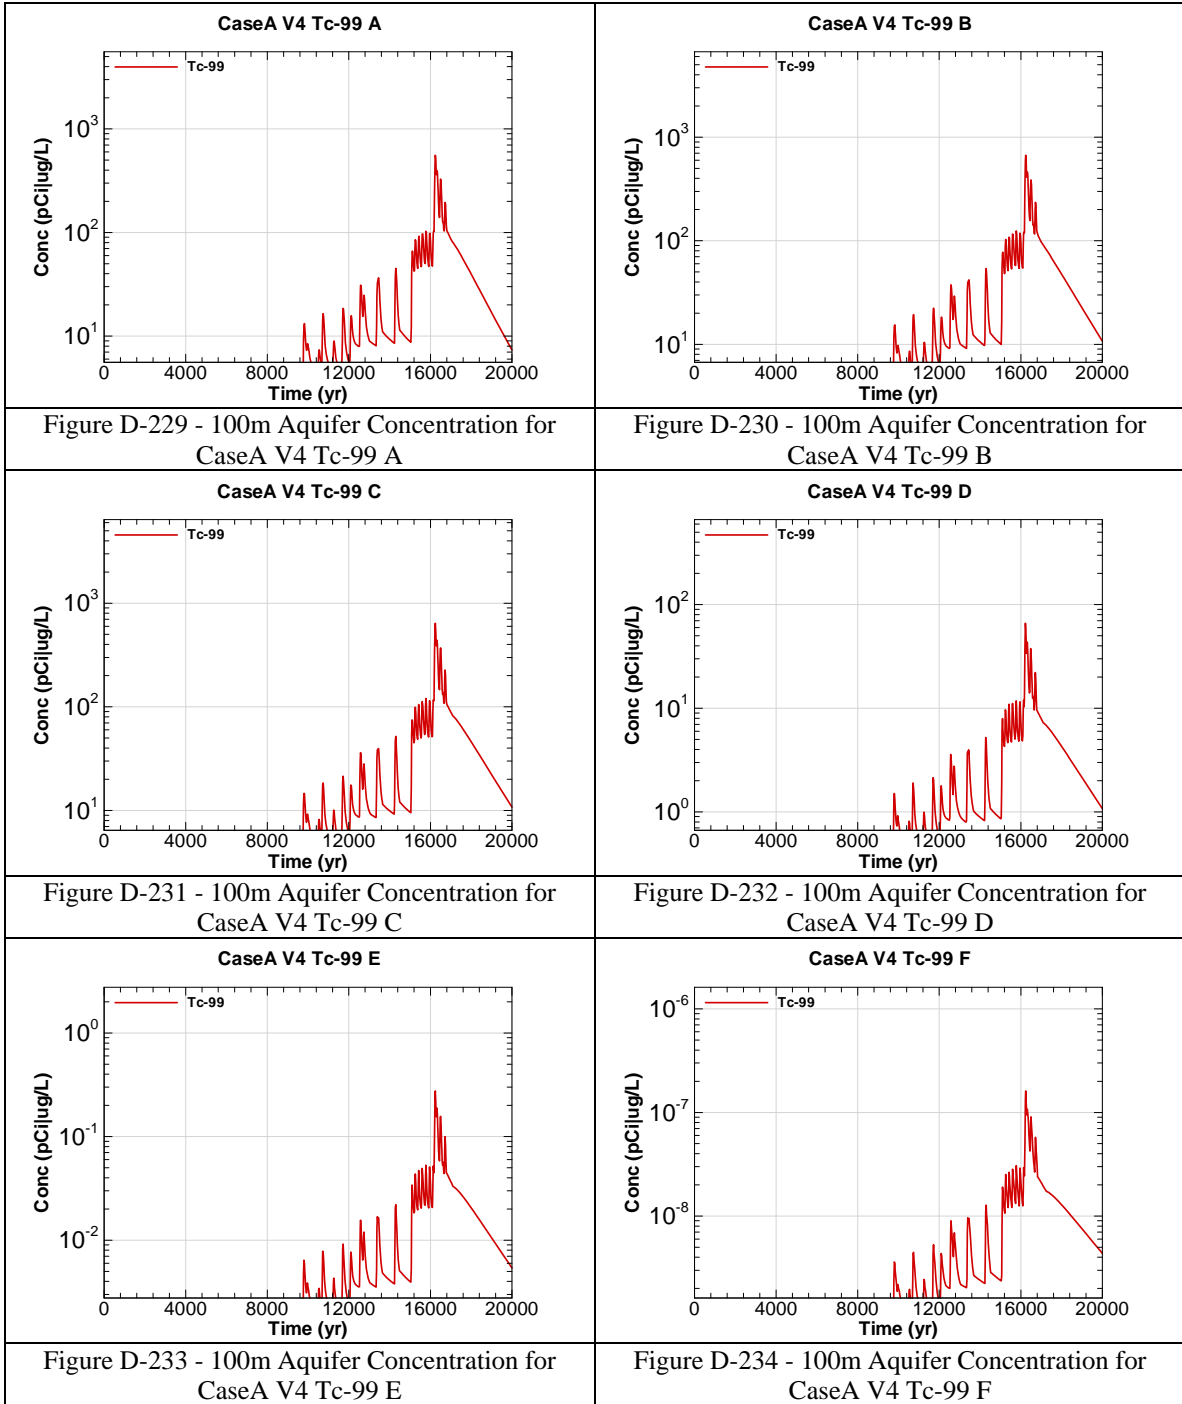 CaseA V4 Tc-99 A
Tc-99
Conc (pCi|ug/L)
10^3
10^2
10^1
0 4000 8000 12000 16000 20000
Time (yr)
Figure D-229 - 100m Aquifer Concentration for
CaseA V4 Tc-99 A
CaseA V4 Tc-99 B
Tc-99
Conc (pCi|ug/L)
10^3
10^2
10^1
0 4000 8000 12000 16000 20000
Time (yr)
Figure D-230 - 100m Aquifer Concentration for
CaseA V4 Tc-99 B
CaseA V4 Tc-99 C
Tc-99
Conc (pCi|ug/L)
10^3
10^2
10^1
0 4000 8000 12000 16000 20000
Time (yr)
Figure D-231 - 100m Aquifer Concentration for
CaseA V4 Tc-99 C
CaseA V4 Tc-99 D
Tc-99
Conc (pCi|ug/L)
10^2
10^1
10^0
0 4000 8000 12000 16000 20000
Time (yr)
Figure D-232 - 100m Aquifer Concentration for
CaseA V4 Tc-99 D
CaseA V4 Tc-99 E
Tc-99
Conc (pCi|ug/L)
10^0
10^-1
10^-2
0 4000 8000 12000 16000 20000
Time (yr)
Figure D-233 - 100m Aquifer Concentration for
CaseA V4 Tc-99 E
CaseA V4 Tc-99 F
Tc-99
Conc (pCi|ug/L)
10^-6
10^-7
10^-8
0 4000 8000 12000 16000 20000
Time (yr)
Figure D-234 - 100m Aquifer Concentration for
CaseA V4 Tc-99 F